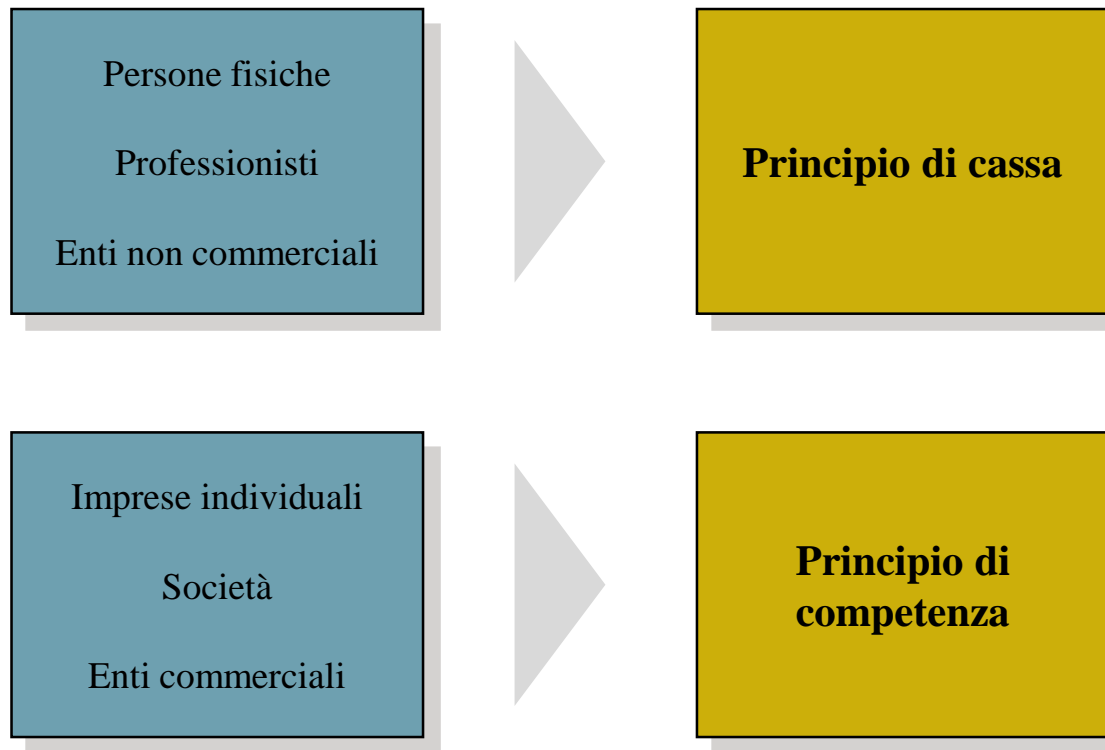 Persone fisiche
Professionisti
Enti non commerciali
Principio di cassa
Imprese individuali
Società
Enti commerciali
Principio di
competenza